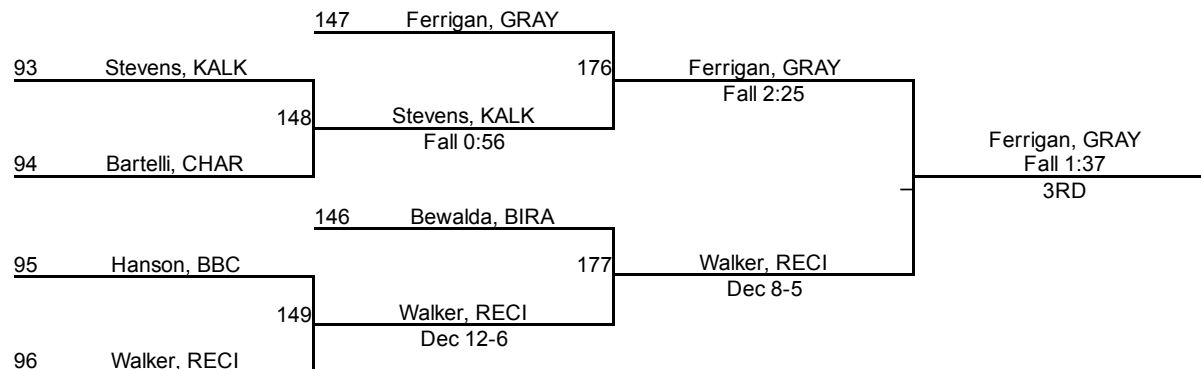 147 Ferrigan, GRAY
93 Stevens, KALK
176 Ferrigan, GRAY
Fall 2:25
148 Stevens, KALK
Fall 0:56
94 Bartelli, CHAR
Ferrigan, GRAY
Fall 1:37
3RD
146 Bewalda, BIRA
95 Hanson, BBC
177 Walker, RECI
Dec 8-5
149 Walker, RECI
Dec 12-6
96 Walker, RECI